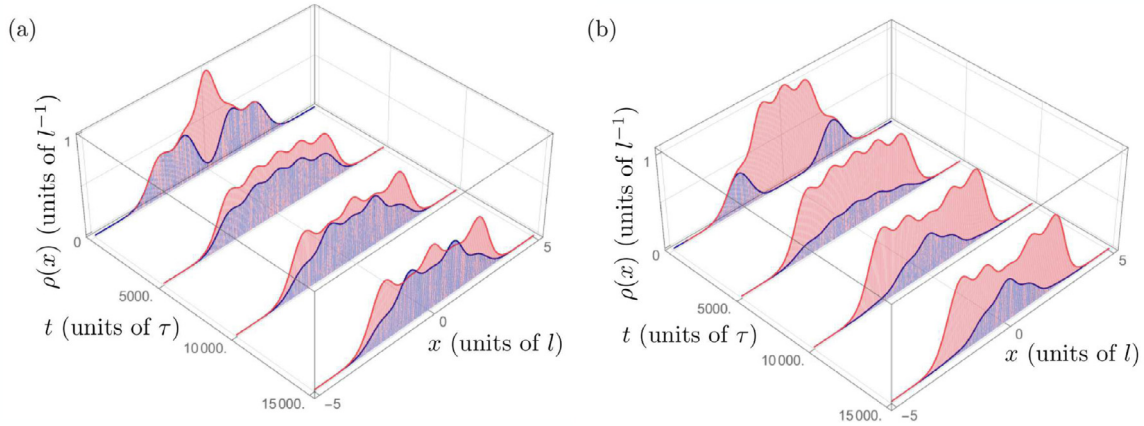 (a)
1
0
ρ(x) (units of l⁻¹)
5000.
10 000.
15 000.
t (units of τ)
-5
0
5
x (units of l)
(b)
1
0
ρ(x) (units of l⁻¹)
5000.
10 000.
15 000.
t (units of τ)
-5
0
5
x (units of l)